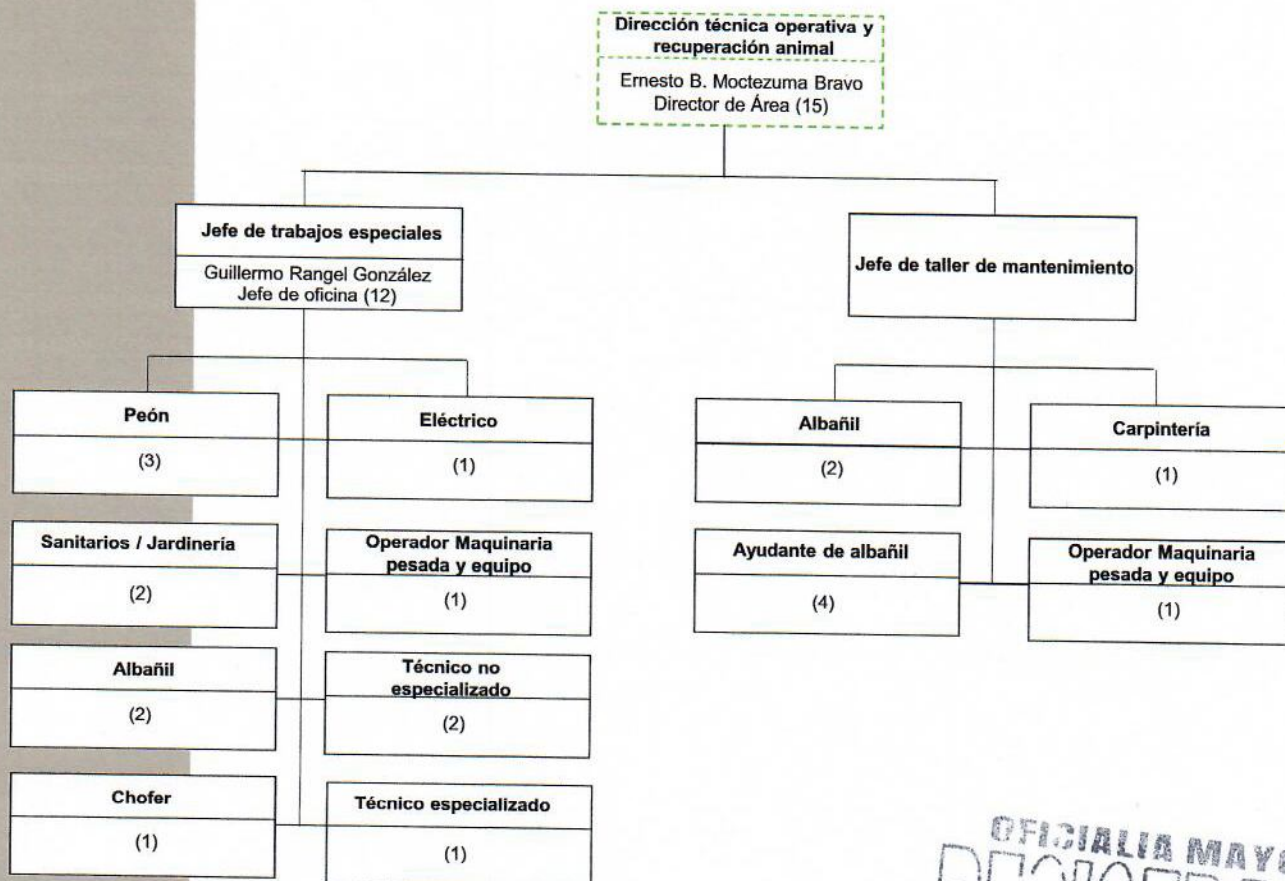 Dirección técnica operativa y
recuperación animal
Ernesto B. Moctezuma Bravo
Director de Área (15)
Jefe de trabajos especiales
Guillermo Rangel González
Jefe de oficina (12)
Jefe de taller de mantenimiento
Peón
(3)
Eléctrico
(1)
Albañil
(2)
Carpintería
(1)
Sanitarios / Jardinería
(2)
Operador Maquinaria
pesada y equipo
(1)
Ayudante de albañil
(4)
Operador Maquinaria
pesada y equipo
(1)
Albañil
(2)
Técnico no
especializado
(2)
Chofer
(1)
Técnico especializado
(1)
OFICIALIA MAYO